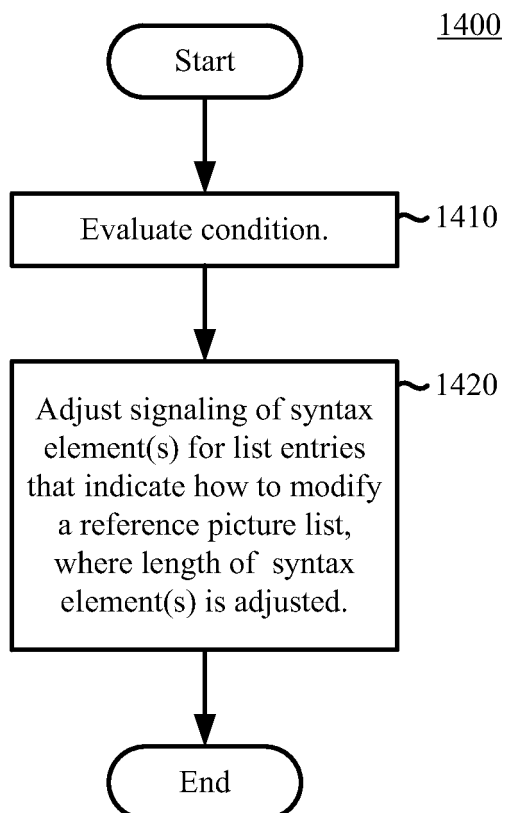 1400
Start
Evaluate condition.
1410
1420
Adjust signaling of syntax
element(s) for list entries
that indicate how to modify
a reference picture list,
where length of syntax
element(s) is adjusted.
End